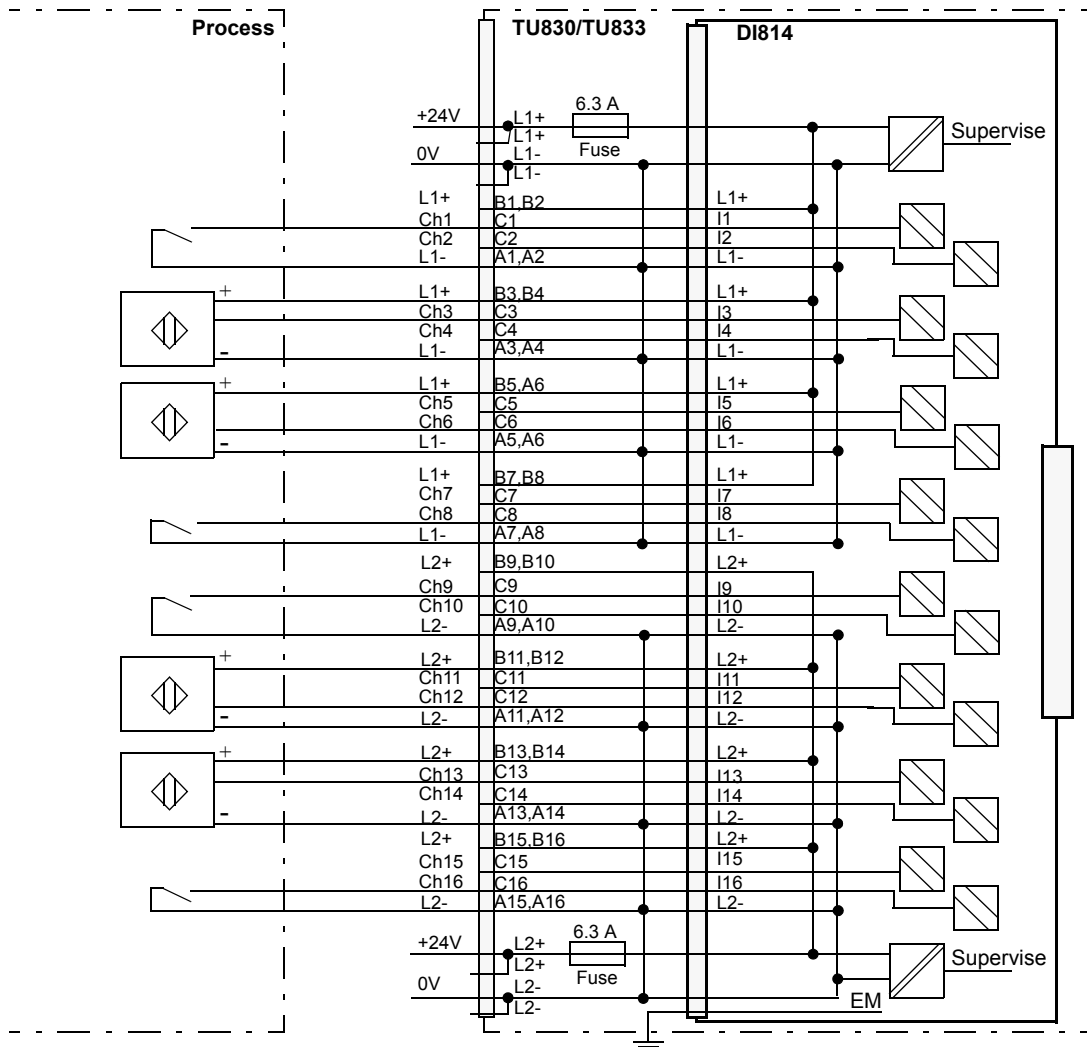 Process
TU830/TU833
DI814
+24V L1+ 6.3 A
L1+ Fuse Supervise
0V L1-
L1-
L1+ B1,B2 L1+
Ch1 C1 I1
Ch2 C2 I2
L1- A1,A2 L1-
+ L1+ B3,B4 L1+
Ch3 C3 I3
Ch4 C4 I4
- L1- A3,A4 L1-
+ L1+ B5,A6 L1+
Ch5 C5 I5
Ch6 C6 I6
- L1- A5,A6 L1-
L1+ B7,B8 L1+
Ch7 C7 I7
Ch8 C8 I8
L1- A7,A8 L1-
L2+ B9,B10 L2+
Ch9 C9 I9
Ch10 C10 I10
L2- A9,A10 L2-
+ L2+ B11,B12 L2+
Ch11 C11 I11
Ch12 C12 I12
- L2- A11,A12 L2-
+ L2+ B13,B14 L2+
Ch13 C13 I13
Ch14 C14 I14
- L2- A13,A14 L2-
L2+ B15,B16 L2+
Ch15 C15 I15
Ch16 C16 I16
L2- A15,A16 L2-
+24V L2+ 6.3 A
L2+ Fuse Supervise
0V L2-
L2- EM